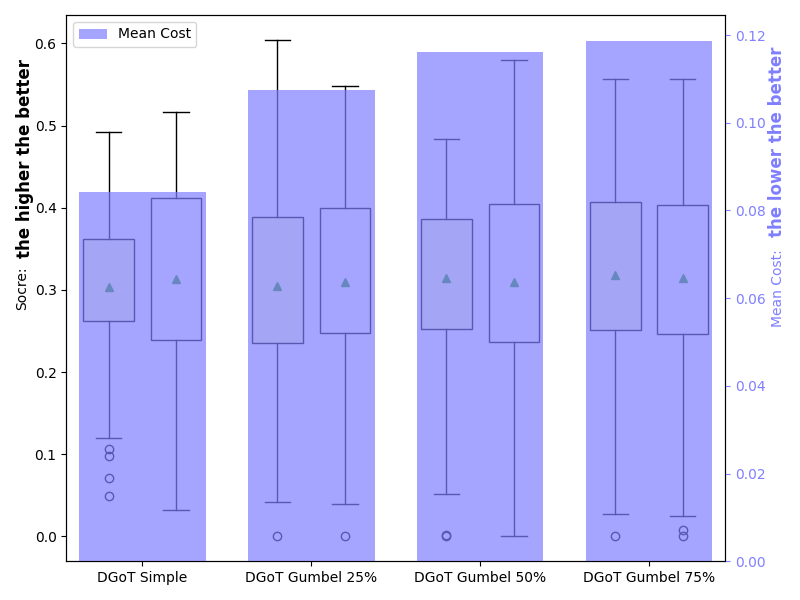 Mean Cost
Socre: the higher the better
0.6
0.5
0.4
0.3
0.2
0.1
0.0
DGoT Simple
DGoT Gumbel 25%
DGoT Gumbel 50%
DGoT Gumbel 75%
0.12
0.10
0.08
0.06
0.04
0.02
0.00
Mean Cost: the lower the better